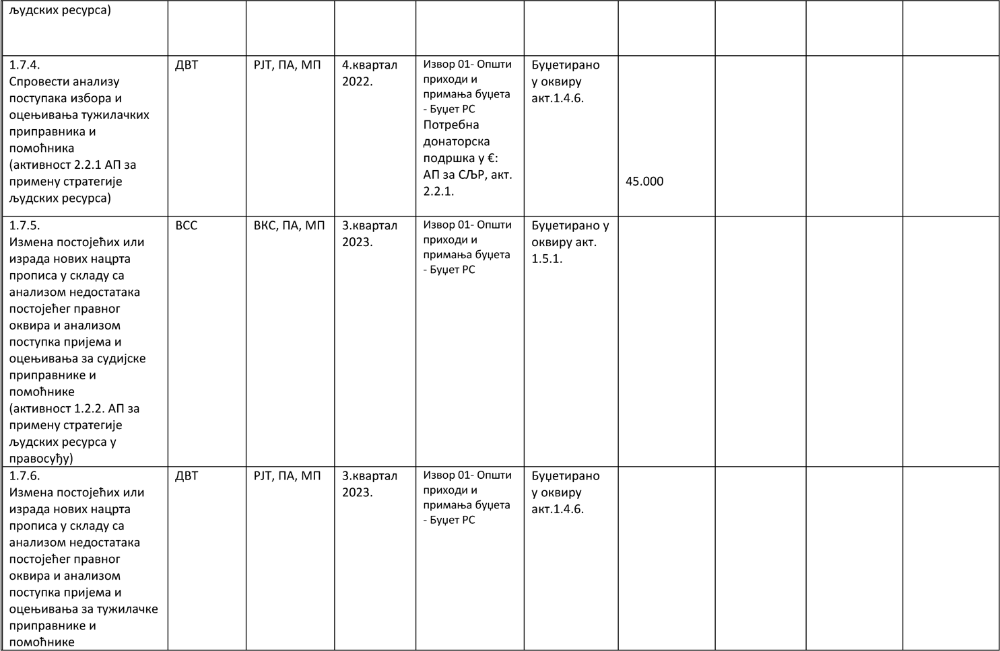 људских ресурса)
1.7.4.
Спровести анализу
поступака избора и
оцењивања тужилачких
приправника и
помоћника
(активност 2.2.1 АП за
примену стратегије
људских ресурса)
ДВТ
РЈТ, ПА, МП
4.квартал
2022.
Извор 01- Општи
приходи и
примања буџета
- Буџет РС
Потребна
донаторска
подршка у €:
АП за СЉР, акт.
2.2.1.
Буџетирано
у оквиру
акт.1.4.6.
45.000
1.7.5.
Измена постојећих или
израда нових нацрта
прописа у складу са
анализом недостатака
постојећег правног
оквира и анализом
поступка пријема и
оцењивања за судијске
приправнике и
помоћнике
(активност 1.2.2. АП за
примену стратегије
људских ресурса у
правосуђу)
ВСС
ВКС, ПА, МП
3.квартал
2023.
Извор 01- Општи
приходи и
примања буџета
- Буџет РС
Буџетирано у
оквиру акт.
1.5.1.
1.7.6.
Измена постојећих или
израда нових нацрта
прописа у складу са
анализом недостатака
постојећег правног
оквира и анализом
поступка пријема и
оцењивања за тужилачке
приправнике и
помоћнике
ДВТ
РЈТ, ПА, МП
3.квартал
2023.
Извор 01- Општи
приходи и
примања буџета
- Буџет РС
Буџетирано
у оквиру
акт.1.4.6.